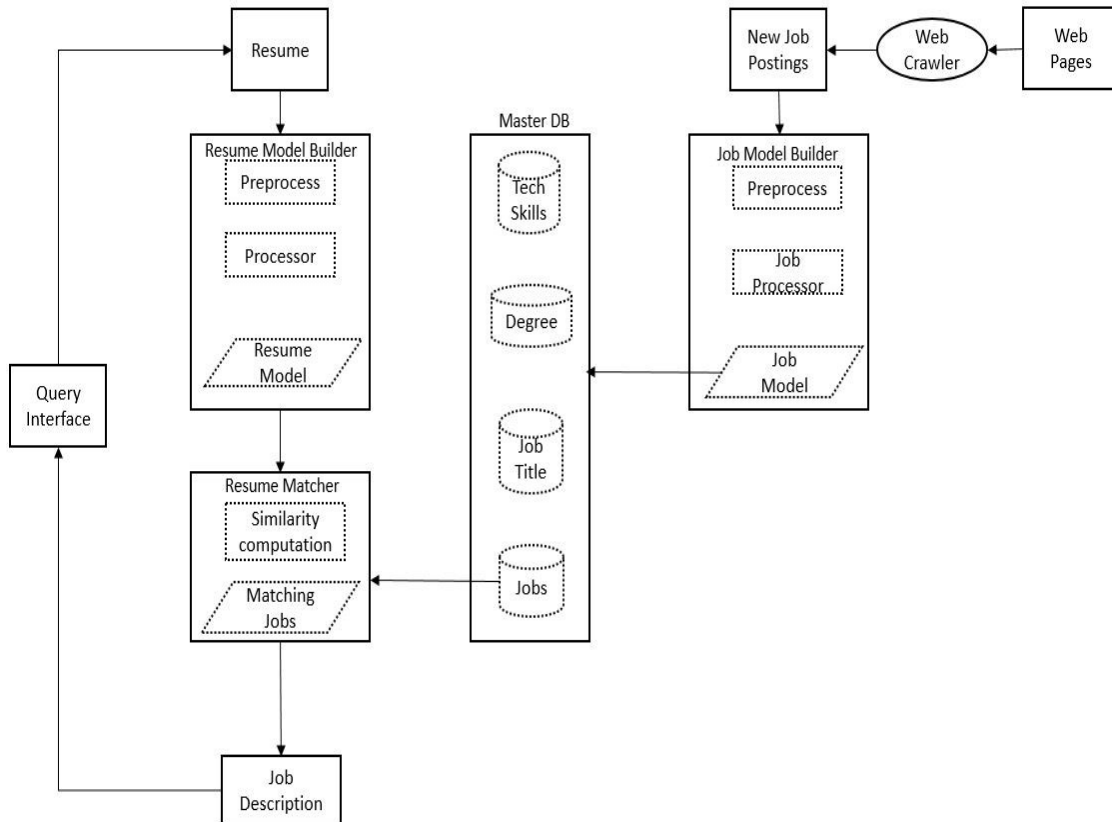 Resume
New Job
Postings
Web
Crawler
Web
Pages
Master DB
Resume Model Builder
Preprocess
Processor
Resume
Model
Tech
Skills
Degree
Job
Title
Jobs
Job Model Builder
Preprocess
Job
Processor
Job
Model
Query
Interface
Resume Matcher
Similarity
computation
Matching
Jobs
Job
Description